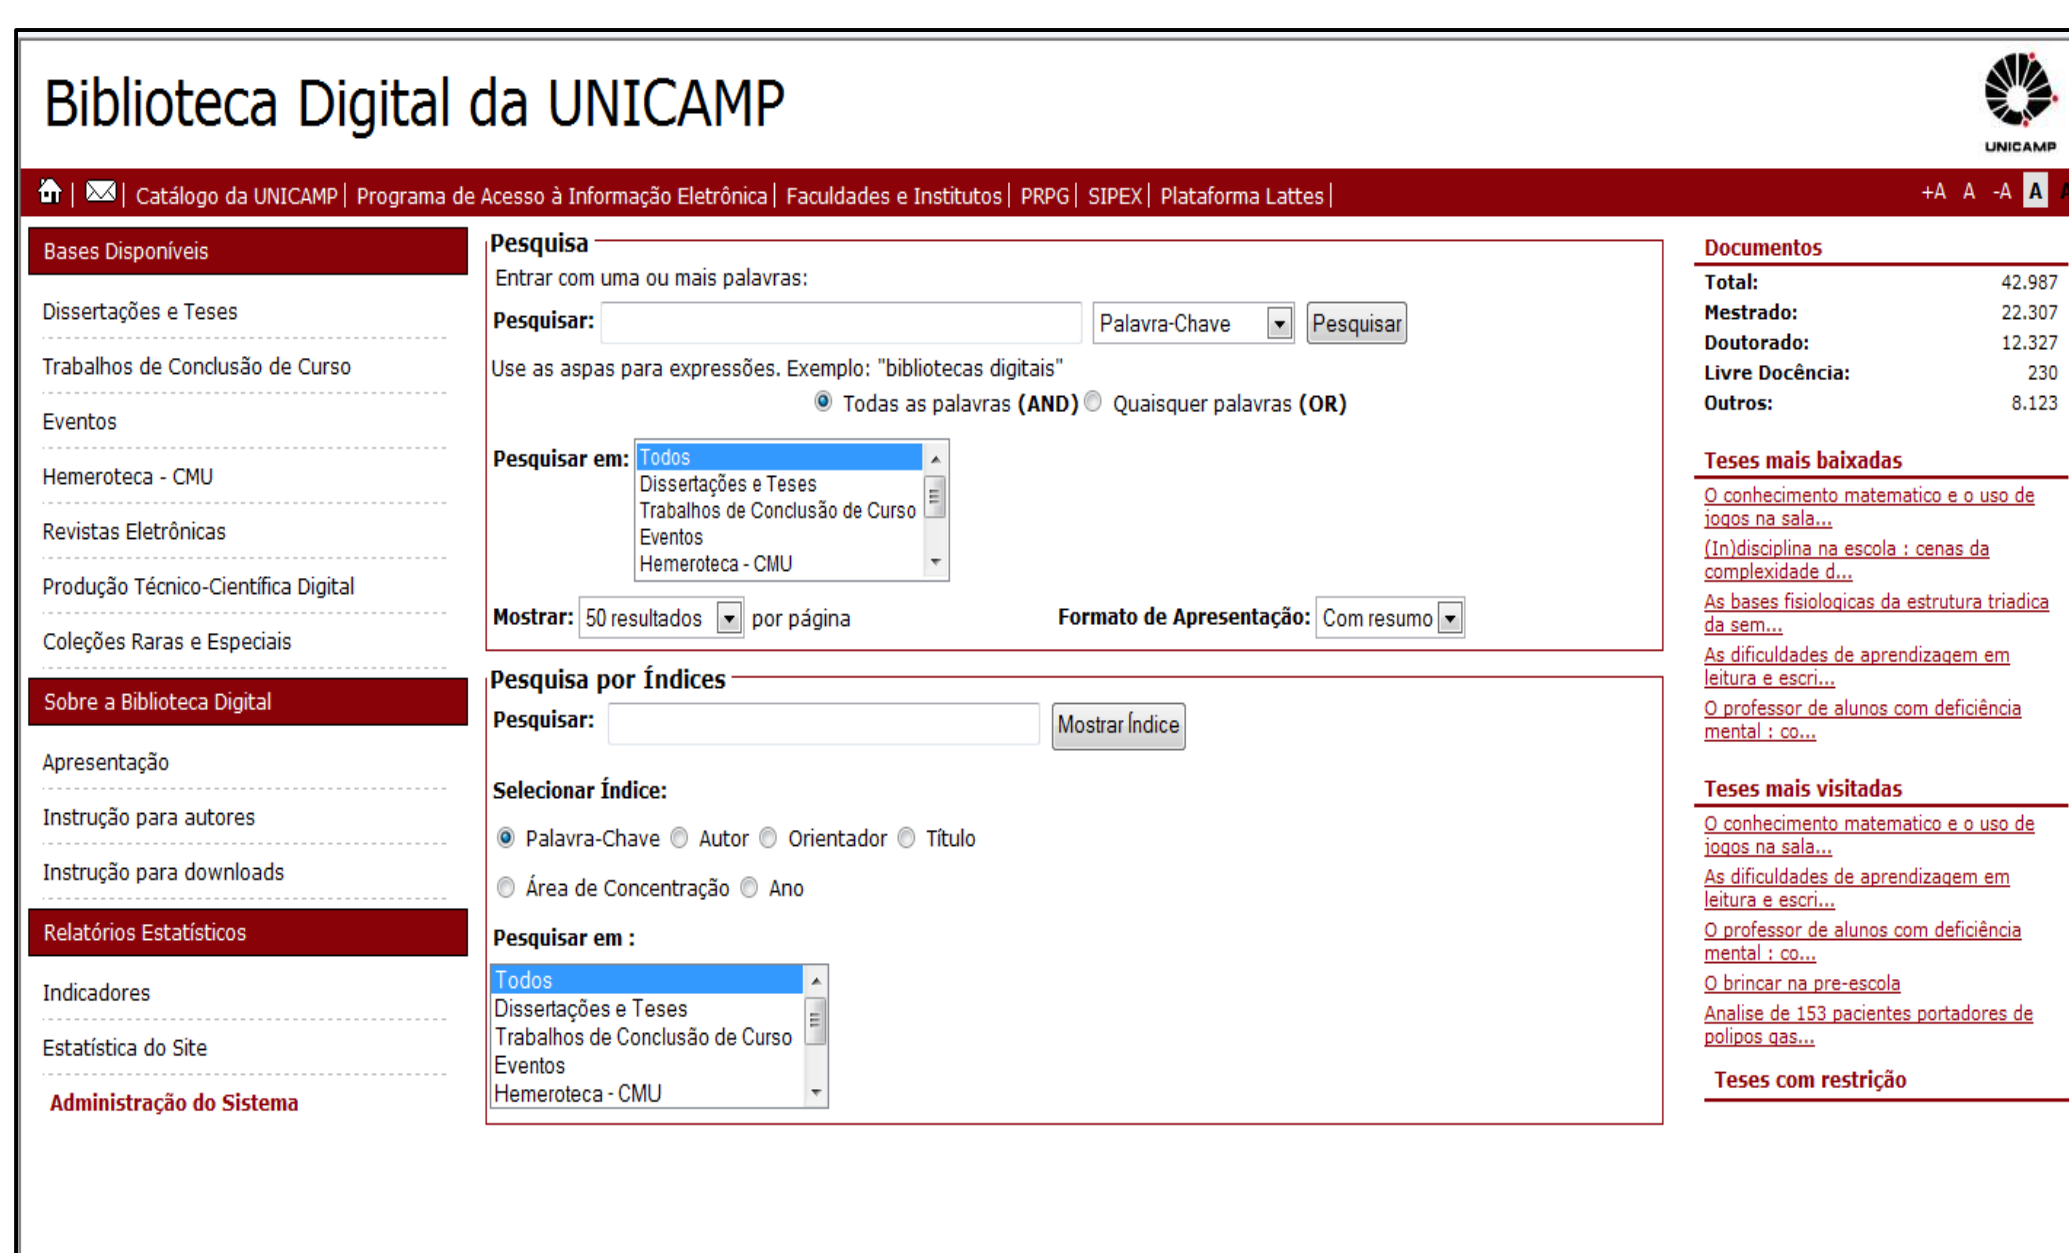 Biblioteca Digital da UNICAMP
UNICAMP
| | Catálogo da UNICAMP| Programa de Acesso à Informação Eletrônica| Faculdades e Institutos| PRPG| SIPEX| Plataforma Lattes|
+A A -A A
Bases Disponíveis
Dissertações e Teses
Trabalhos de Conclusão de Curso
Eventos
Hemeroteca - CMU
Revistas Eletrônicas
Produção Técnico-Científica Digital
Coleções Raras e Especiais
Sobre a Biblioteca Digital
Apresentação
Instrução para autores
Instrução para downloads
Relatórios Estatísticos
Indicadores
Estatística do Site
Administração do Sistema
Pesquisa
Entrar com uma ou mais palavras:
Pesquisar: Palavra-Chave Pesquisar
Use as aspas para expressões. Exemplo: "bibliotecas digitais"
Todas as palavras (AND) Quaisquer palavras (OR)
Pesquisar em: Todos
Dissertações e Teses
Trabalhos de Conclusão de Curso
Eventos
Hemeroteca - CMU
Mostrar: 50 resultados por página Formato de Apresentação: Com resumo
Pesquisa por Índices
Pesquisar: Mostrar Índice
Selecionar Índice:
Palavra-Chave Autor Orientador Título
Área de Concentração Ano
Pesquisar em :
Todos
Dissertações e Teses
Trabalhos de Conclusão de Curso
Eventos
Hemeroteca - CMU
Documentos
Total: 42.987
Mestrado: 22.307
Doutorado: 12.327
Livre Docência: 230
Outros: 8.123
Teses mais baixadas
O conhecimento matematico e o uso de
jogos na sala...
(In)disciplina na escola : cenas da
complexidade d...
As bases fisiologicas da estrutura triadica
da sem...
As dificuldades de aprendizagem em
leitura e escri...
O professor de alunos com deficiência
mental : co...
Teses mais visitadas
O conhecimento matematico e o uso de
jogos na sala...
As dificuldades de aprendizagem em
leitura e escri...
O professor de alunos com deficiência
mental : co...
O brincar na pre-escola
Analise de 153 pacientes portadores de
polipos gas...
Teses com restrição